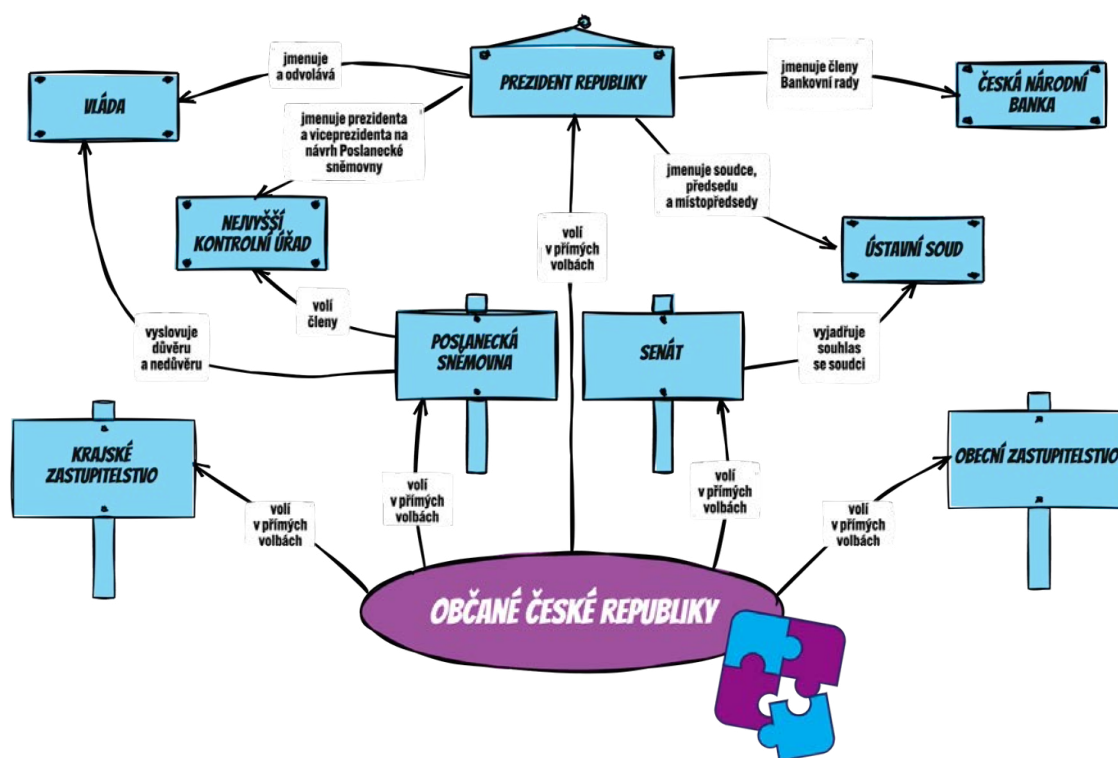 jmenuje
a odvolává
PREZIDENT REPUBLIKY
jmenuje členy
Bankovní rady
VLÁDA
ČESKÁ NÁRODNÍ
BANKA
jmenuje prezidenta
a viceprezidenta na
návrh Poslanecké
sněmovny
jmenuje soudce,
předsedu
a místopředsedy
NEJVYŠŠÍ
KONTROLNÍ ÚŘAD
volí
v přímých
volbách
ÚSTAVNÍ SOUD
volí
členy
vyslovuje
důvěru
a nedůvěru
POSLANECKÁ
SNĚMOVNA
SENÁT
vyjadřuje
souhlas
se soudci
KRAJSKÉ
ZASTUPITELSTVO
OBECNÍ ZASTUPITELSTVO
volí
v přímých
volbách
volí
v přímých
volbách
volí
v přímých
volbách
volí
v přímých
volbách
OBČANÉ ČESKÉ REPUBLIKY